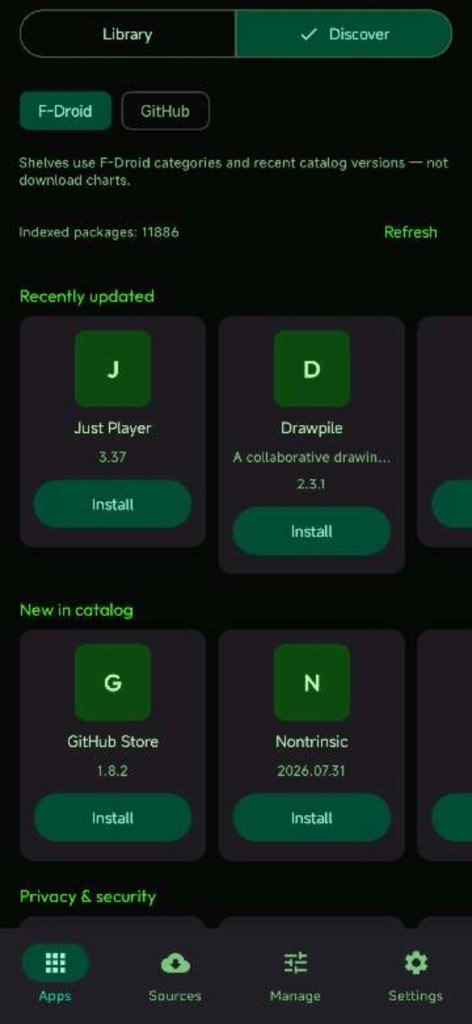 Library
Discover
F-Droid
GitHub
Shelves use F-Droid categories and recent catalog versions — not
download charts.
Indexed packages: 11886
Refresh
Recently updated
J
Just Player
3.37
Install
D
Drawpile
A collaborative drawin...
2.3.1
Install
New in catalog
G
GitHub Store
1.8.2
Install
N
Nontrinsic
2026.07.31
Install
Privacy & security
Apps
Sources
Manage
Settings